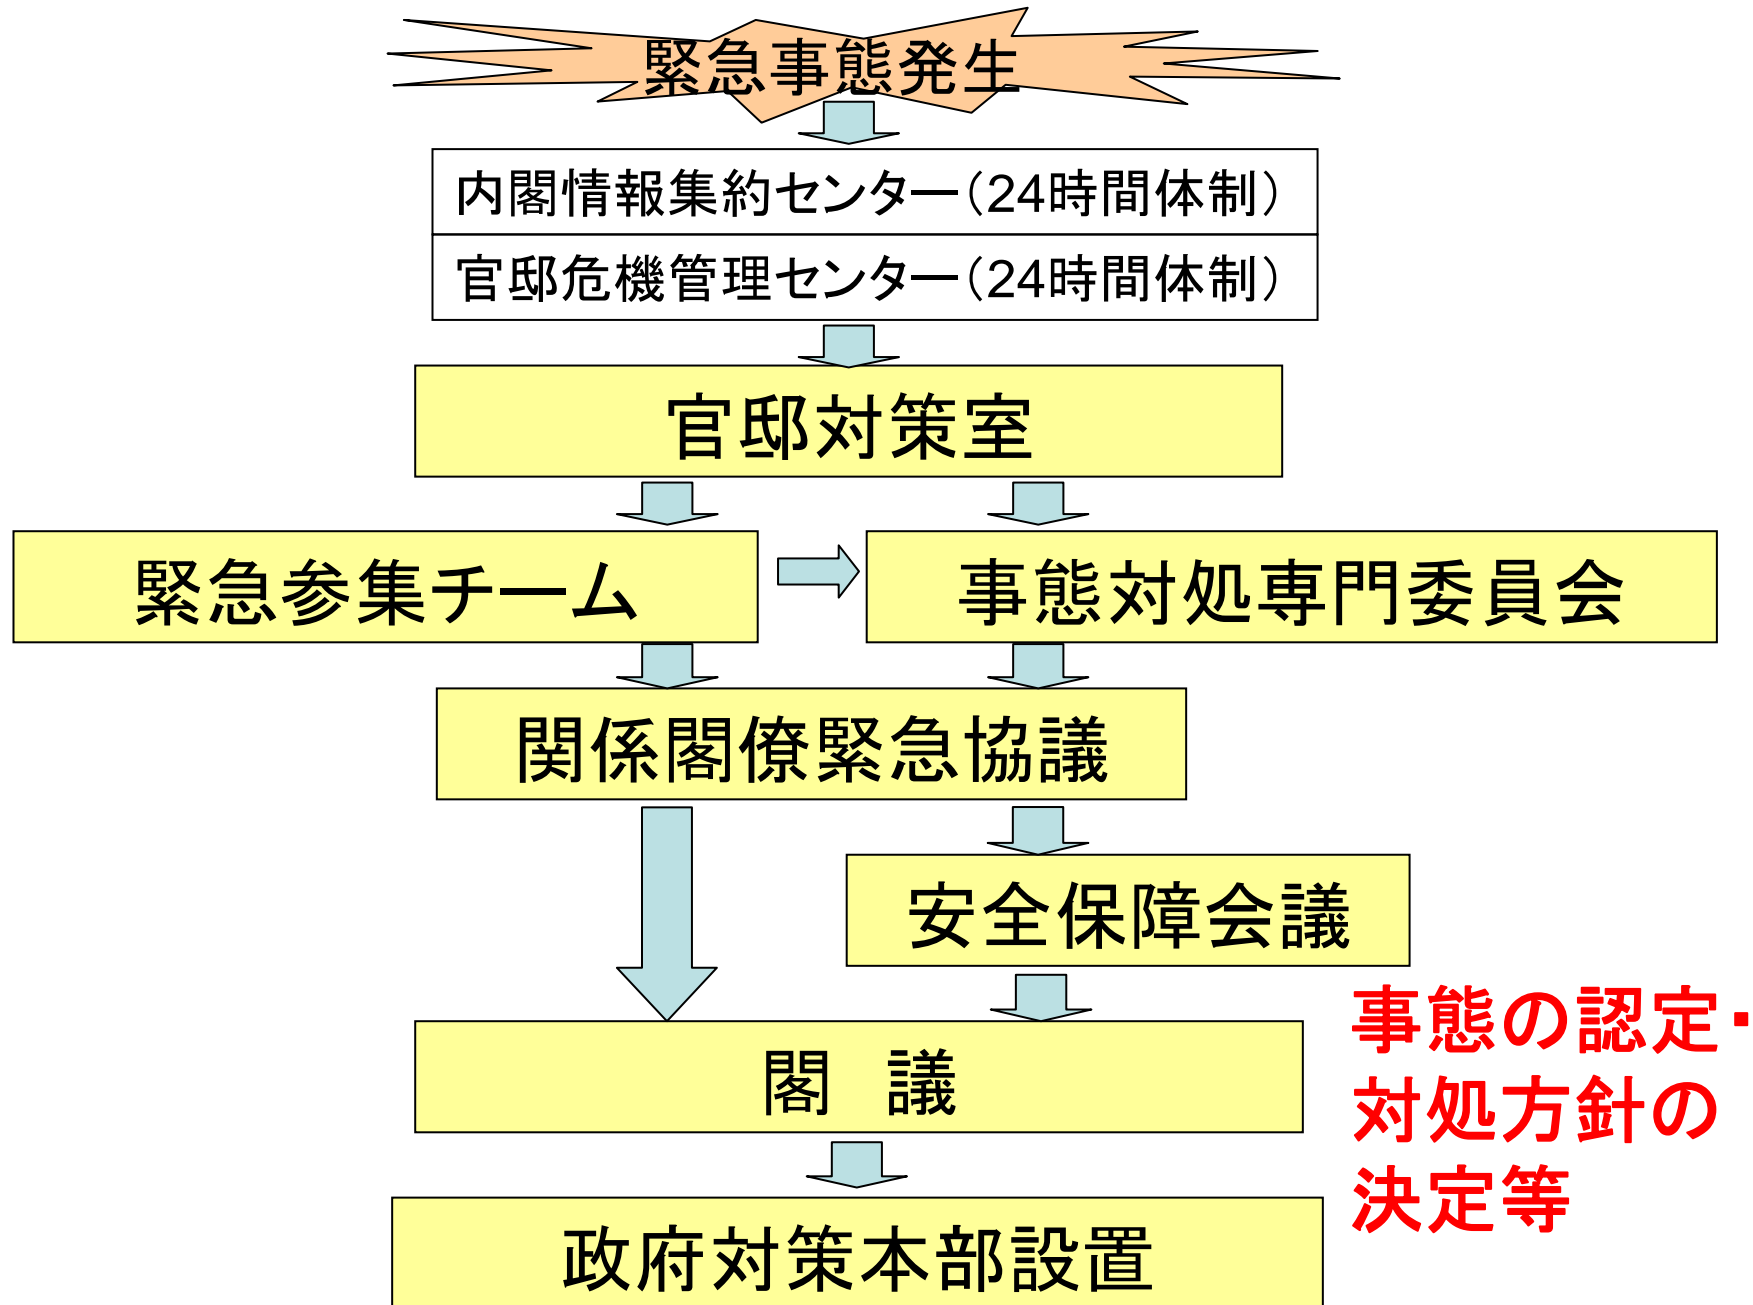 緊急事態発生
内閣情報集約センター（24時間体制）
官邸危機管理センター（24時間体制）
官邸対策室
緊急参集チーム
事態対処専門委員会
関係閣僚緊急協議
安全保障会議
閣　議
事態の認定・
対処方針の
決定等
政府対策本部設置